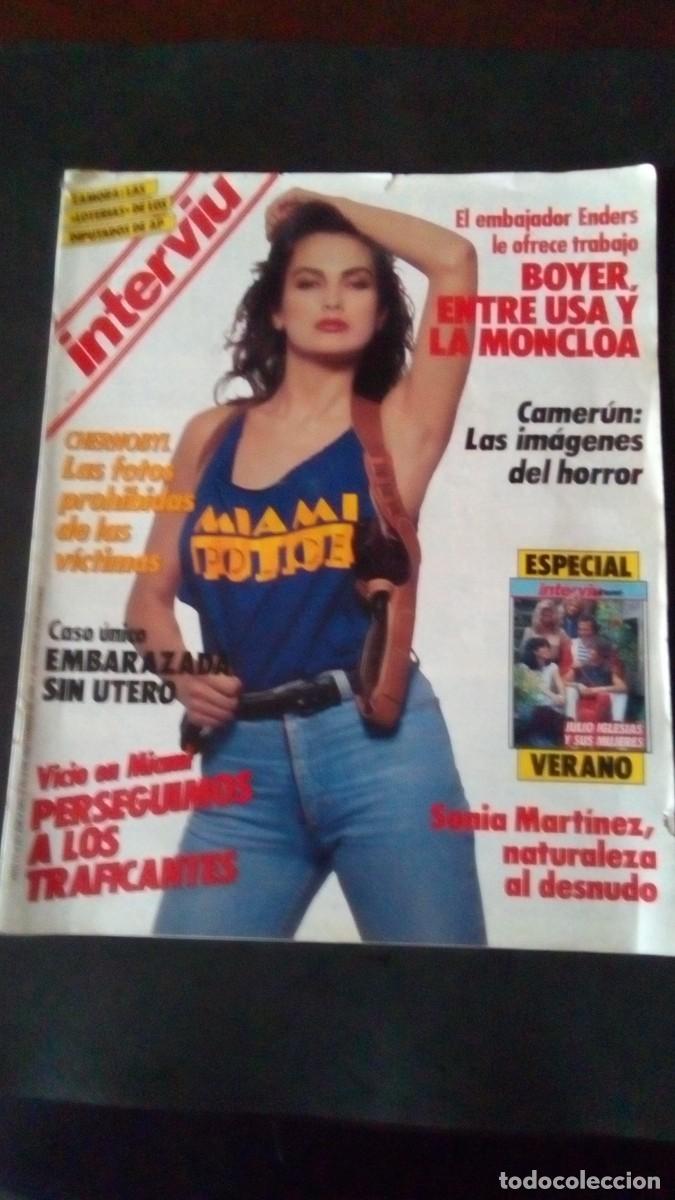 ZAMORA: LAS
«LOTERIAS» DE LOS
DIPUTADOS DE AP
interviu
El embajador Enders
le ofrece trabajo
BOYER,
ENTRE USA Y
LA MONCLOA
CHERNOBYL
Las fotos
prohibidas
de las
víctimas
Camerún:
Las imágenes
del horror
MIAMI
POLICE
Caso único
EMBARAZADA
SIN UTERO
ESPECIAL
interviu
JULIO IGLESIAS
Y SUS MUJERES
VERANO
Vicio en Miami
PERSEGUIMOS
A LOS
TRAFICANTES
Sonia Martínez,
naturaleza
al desnudo
todocoleccion